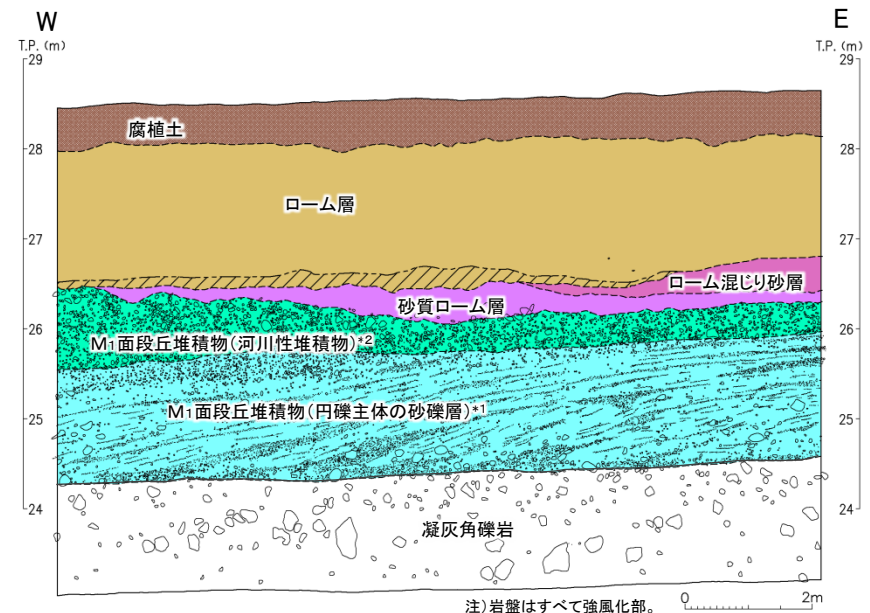 W
E
T.P. (m)
T.P. (m)
29
29
腐植土
28
28
ローム層
27
27
ローム混じり砂層
砂質ローム層
26
26
M1面段丘堆積物(河川性堆積物)*2
25
25
M1面段丘堆積物(円礫主体の砂礫層)*1
24
24
凝灰角礫岩
注)岩盤はすべて強風化部。
0
2m